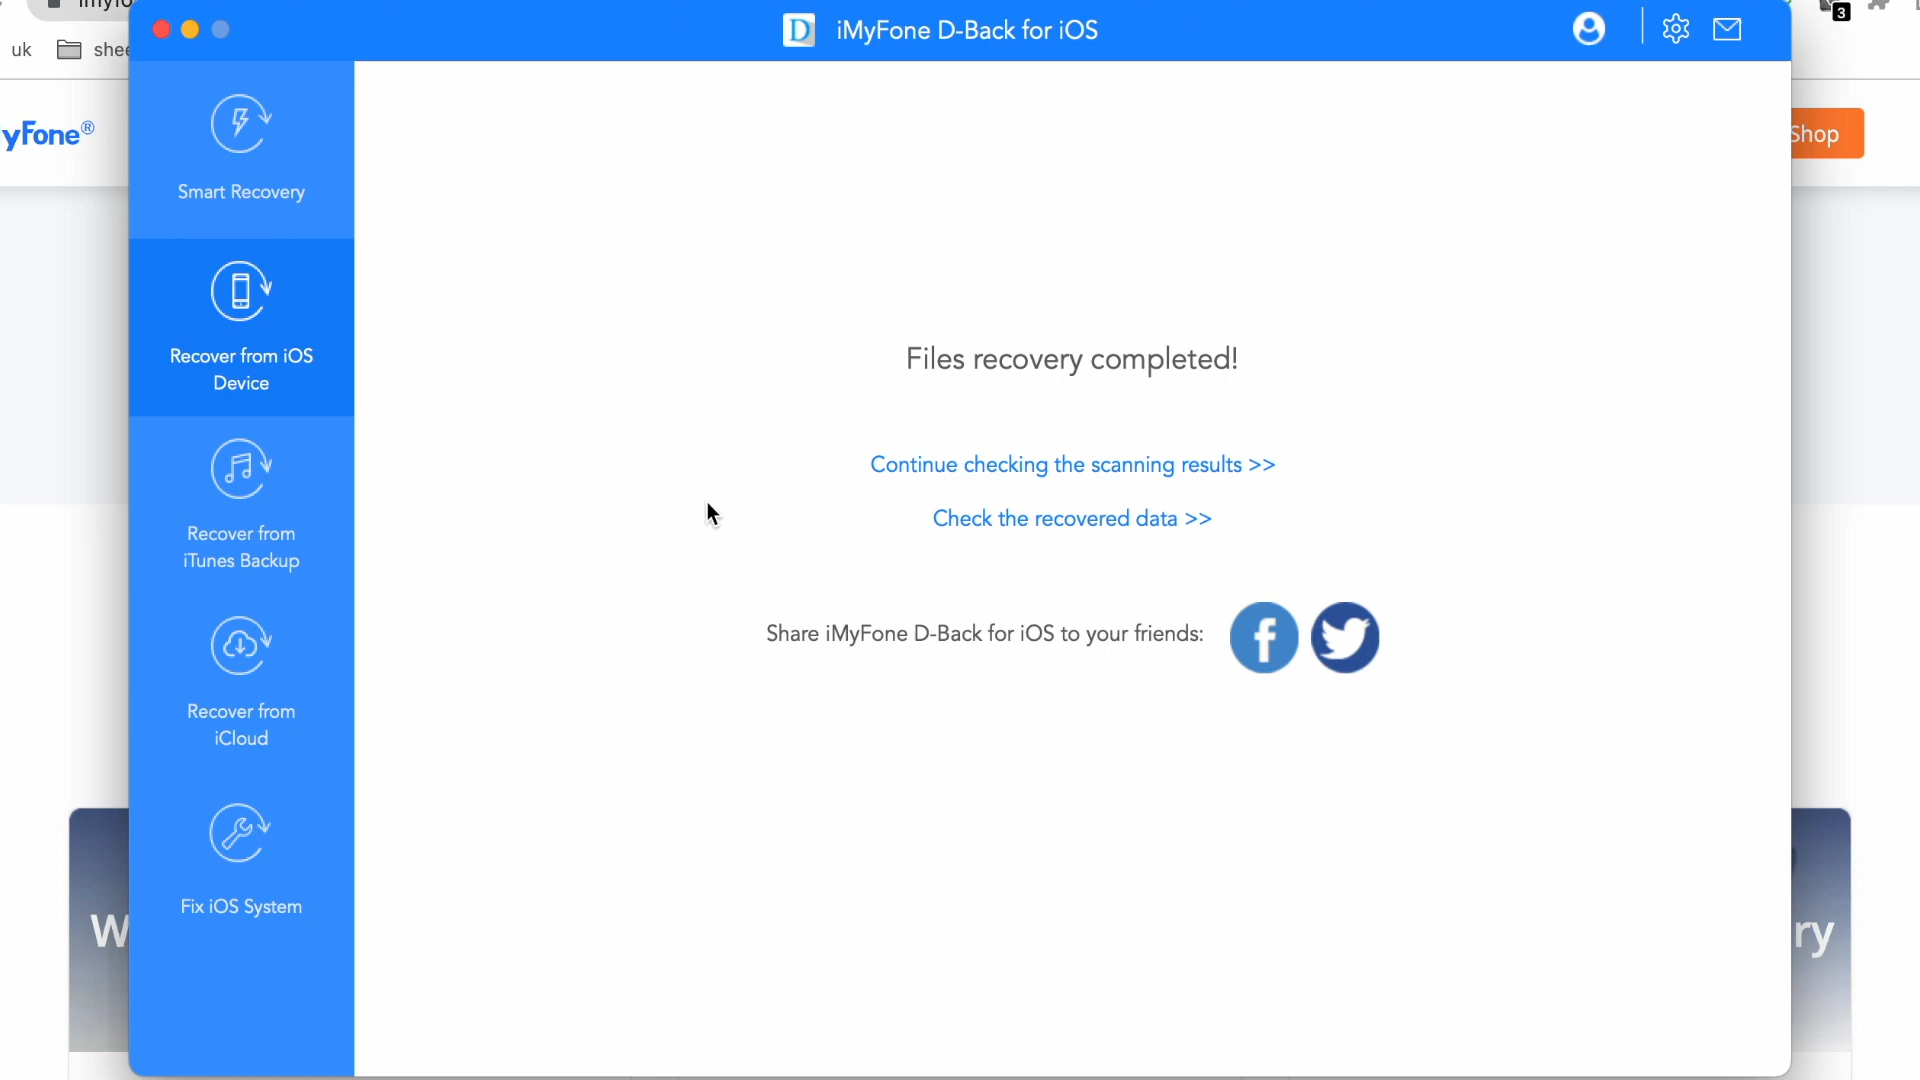 iMyFone D-Back for iOS
3
uk
yFone®
Shop
Smart Recovery
Recover from iOS
Device
Recover from
iTunes Backup
Recover from
iCloud
Fix iOS System
Files recovery completed!
Continue checking the scanning results >>
Check the recovered data >>
Share iMyFone D-Back for iOS to your friends:
W
ry